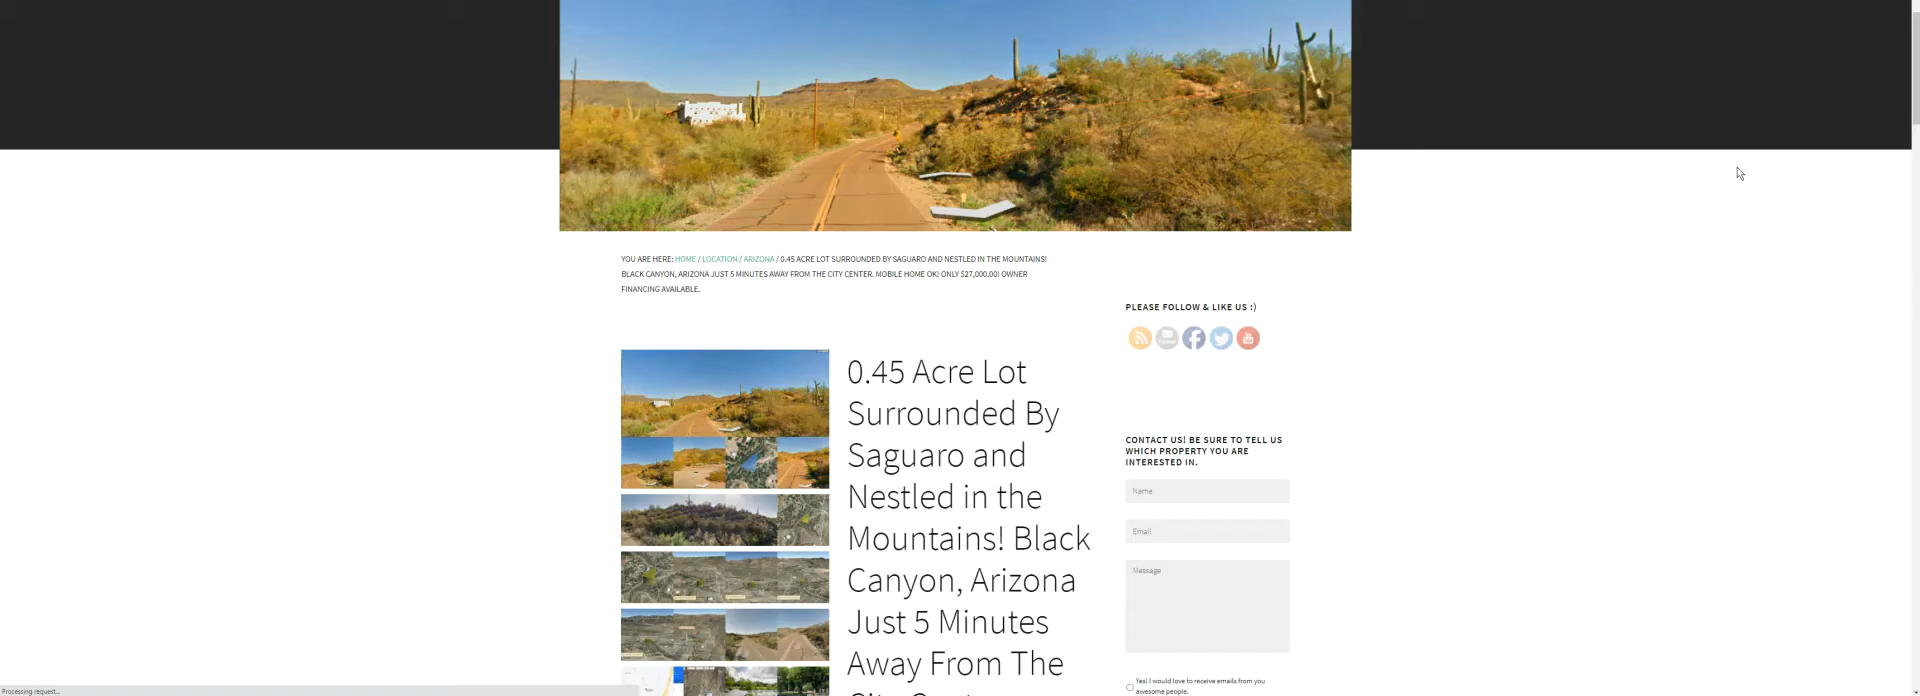 YOU ARE HERE: HOME / LOCATION / ARIZONA / 0.45 ACRE LOT SURROUNDED BY SAGUARO AND NESTLED IN THE MOUNTAINS!
BLACK CANYON, ARIZONA JUST 5 MINUTES AWAY FROM THE CITY CENTER. MOBILE HOME OK! ONLY $27,000.00! OWNER
FINANCING AVAILABLE.
0.45 Acre Lot
Surrounded By
Saguaro and
Nestled in the
Mountains! Black
Canyon, Arizona
Just 5 Minutes
Away From The
PLEASE FOLLOW & LIKE US :)
CONTACT US! BE SURE TO TELL US
WHICH PROPERTY YOU ARE
INTERESTED IN.
Name
Email
Message
Yes! I would love to receive emails from you
awesome people.
Processing request...